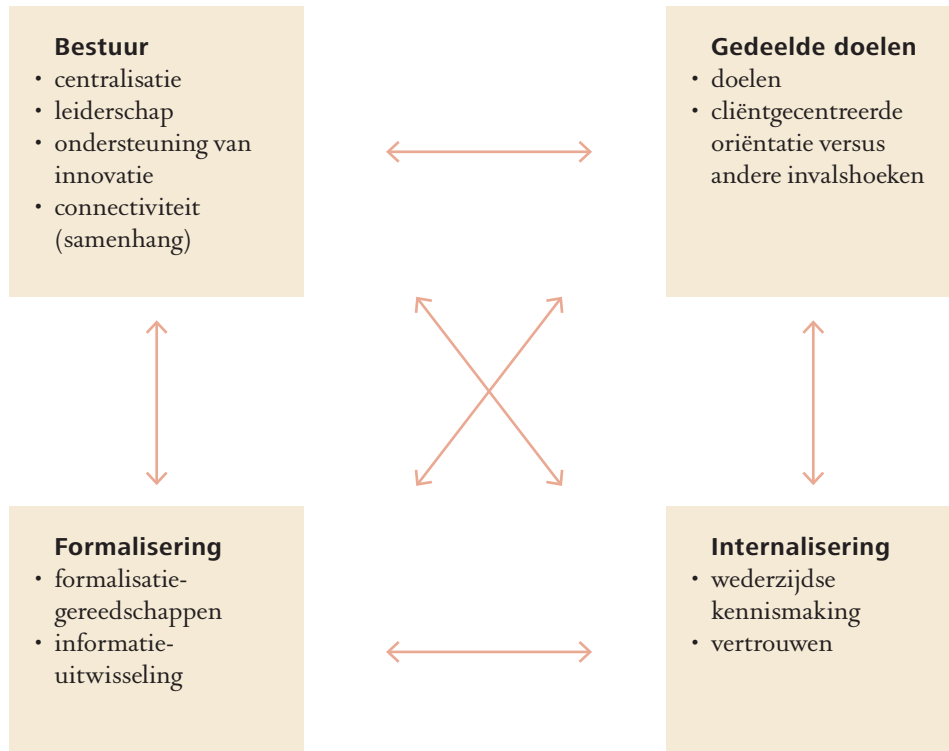 Bestuur
• centralisatie
• leiderschap
• ondersteuning van
innovatie
• connectiviteit
(samenhang)
Gedeelde doelen
• doelen
• cliëntgecentreerde
oriëntatie versus
andere invalshoeken
Formalisering
• formalisatie-
gereedschappen
• informatie-
uitwisseling
Internalisering
• wederzijdse
kennismaking
• vertrouwen